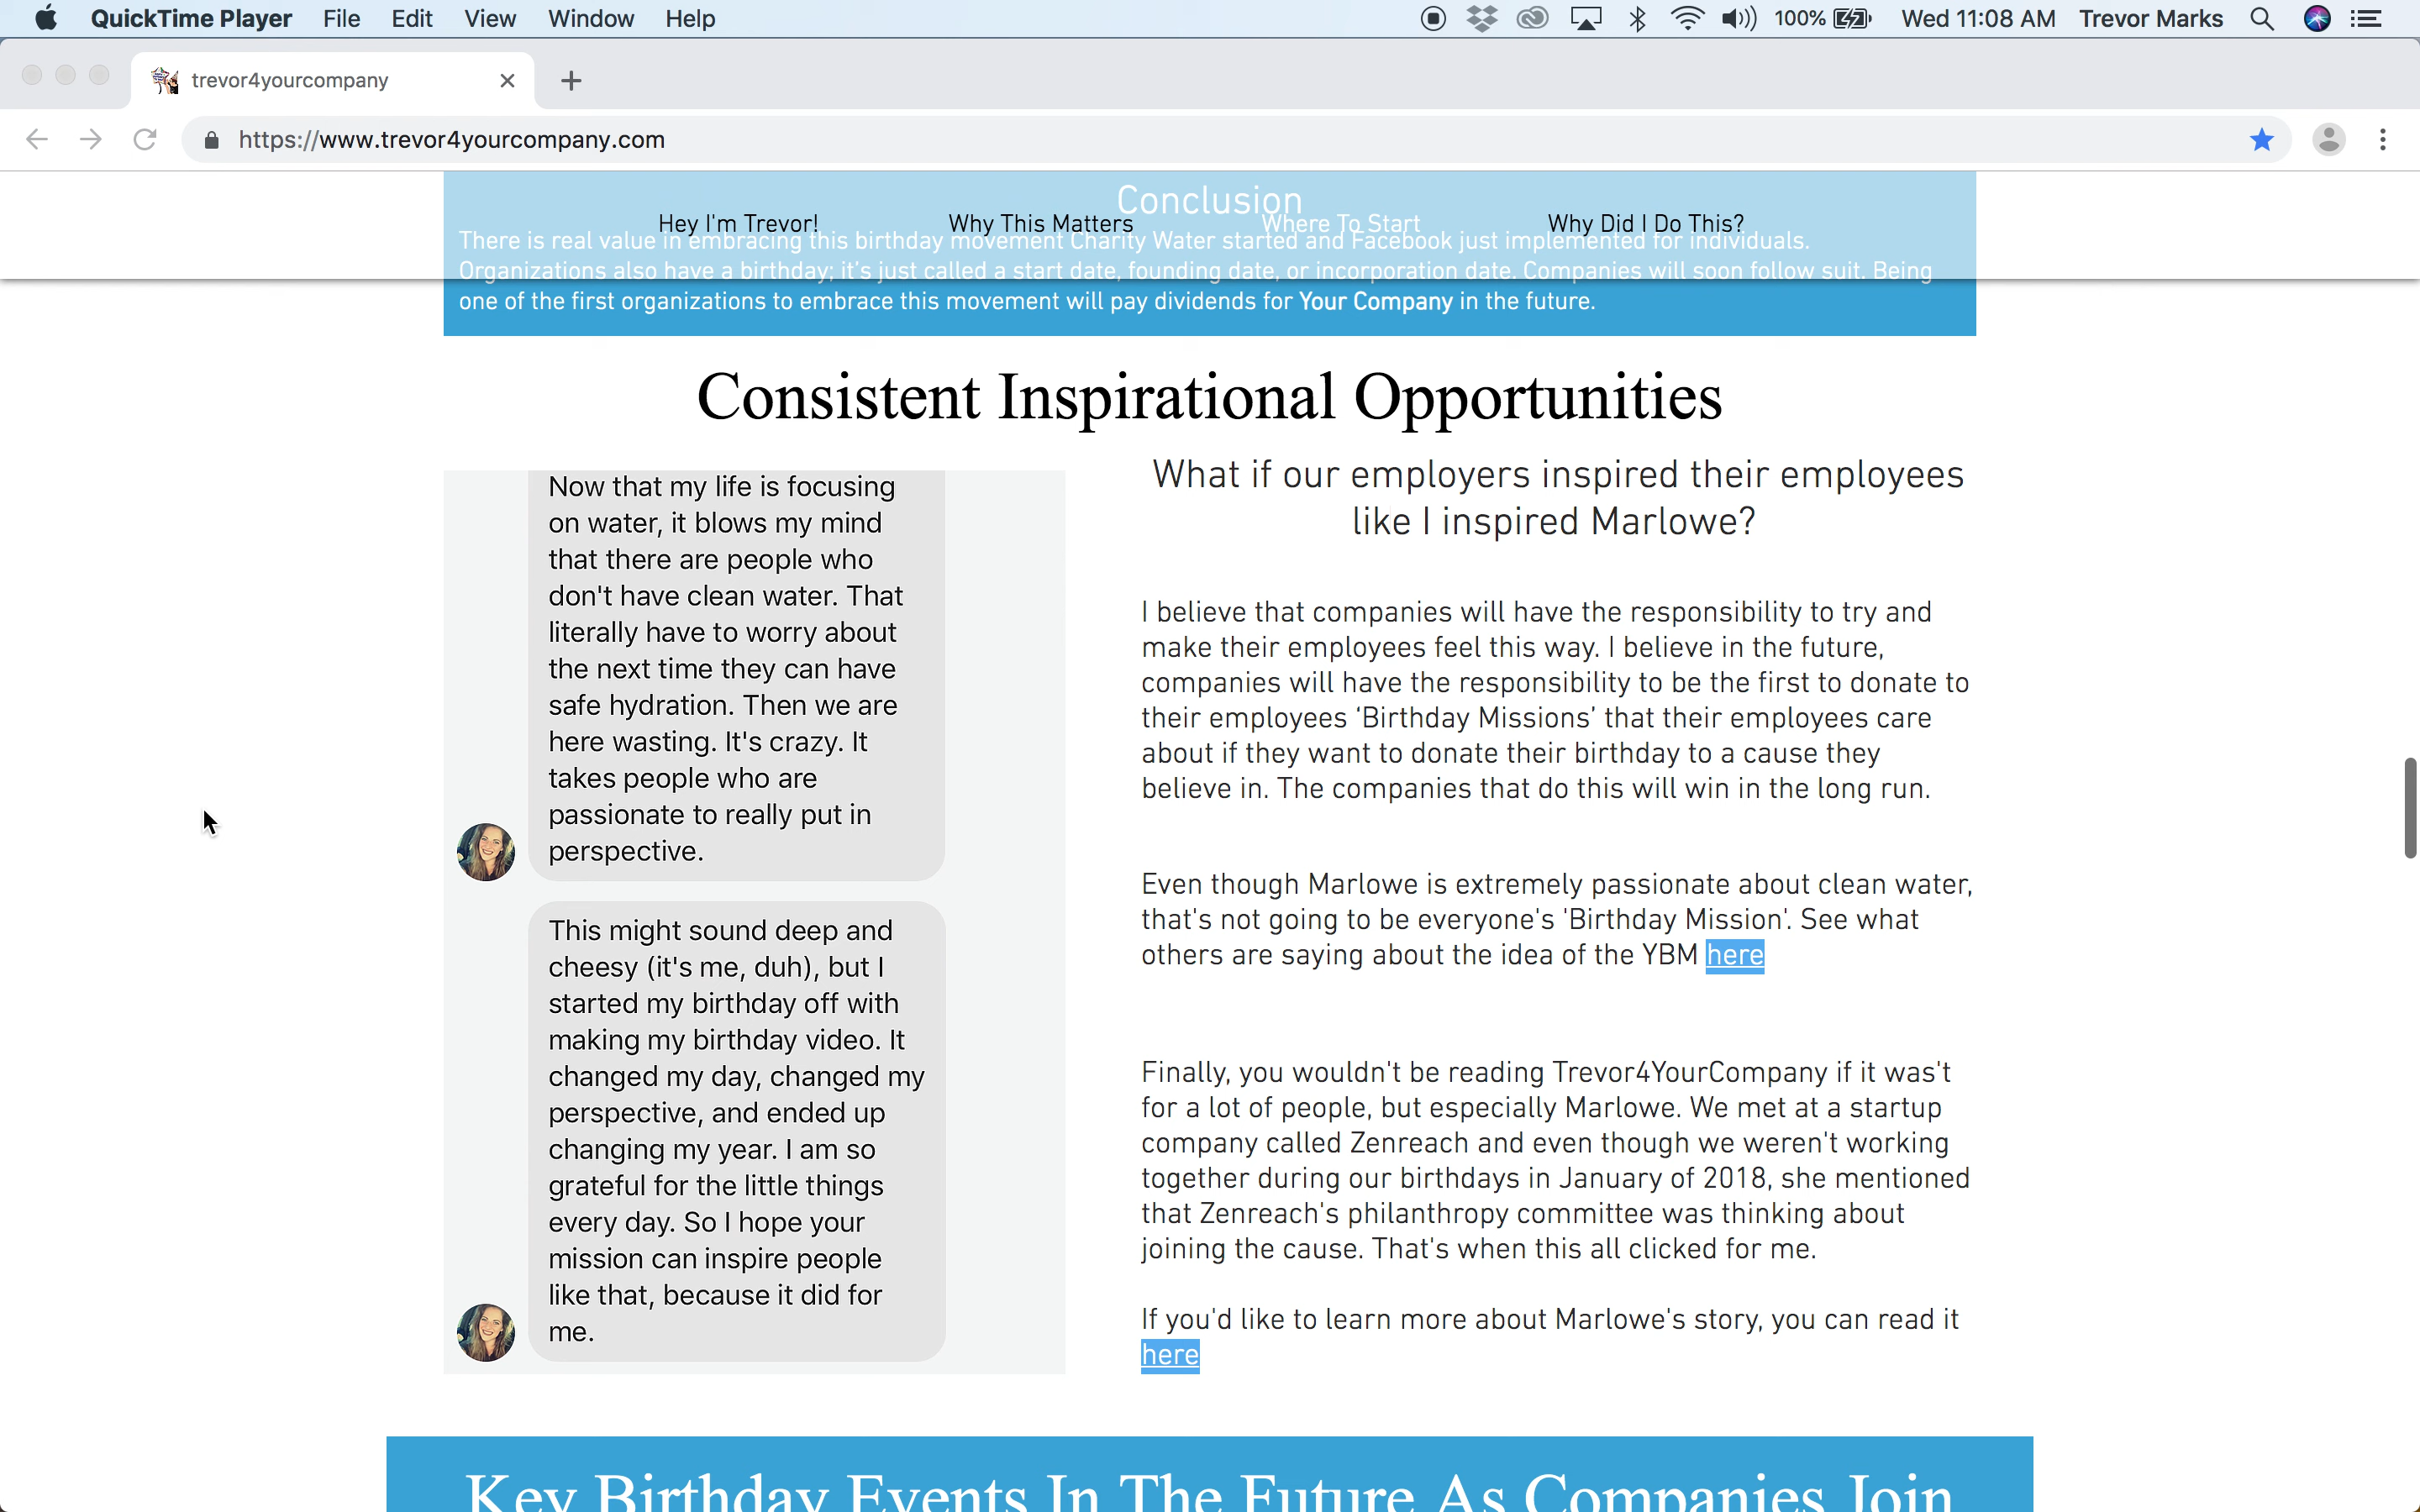 QuickTime Player File Edit View Window Help 100% Wed 11:08 AM Trevor Marks
trevor4yourcompany
https://www.trevor4yourcompany.com
Conclusion
Hey I'm Trevor! Why This Matters Where To Start Why Did I Do This?
There is real value in embracing this birthday movement Charity Water started and Facebook just implemented for individuals.
Organizations also have a birthday; it's just called a start date, founding date, or incorporation date. Companies will soon follow suit. Being
one of the first organizations to embrace this movement will pay dividends for Your Company in the future.
Consistent Inspirational Opportunities
Now that my life is focusing
on water, it blows my mind
that there are people who
don't have clean water. That
literally have to worry about
the next time they can have
safe hydration. Then we are
here wasting. It's crazy. It
takes people who are
passionate to really put in
perspective.
This might sound deep and
cheesy (it's me, duh), but I
started my birthday off with
making my birthday video. It
changed my day, changed my
perspective, and ended up
changing my year. I am so
grateful for the little things
every day. So I hope your
mission can inspire people
like that, because it did for
me.
What if our employers inspired their employees
like I inspired Marlowe?
I believe that companies will have the responsibility to try and
make their employees feel this way. I believe in the future,
companies will have the responsibility to be the first to donate to
their employees 'Birthday Missions' that their employees care
about if they want to donate their birthday to a cause they
believe in. The companies that do this will win in the long run.
Even though Marlowe is extremely passionate about clean water,
that's not going to be everyone's 'Birthday Mission'. See what
others are saying about the idea of the YBM here
Finally, you wouldn't be reading Trevor4YourCompany if it was't
for a lot of people, but especially Marlowe. We met at a startup
company called Zenreach and even though we weren't working
together during our birthdays in January of 2018, she mentioned
that Zenreach's philanthropy committee was thinking about
joining the cause. That's when this all clicked for me.
If you'd like to learn more about Marlowe's story, you can read it
here
Key Birthday Events In The Future As Companies Join